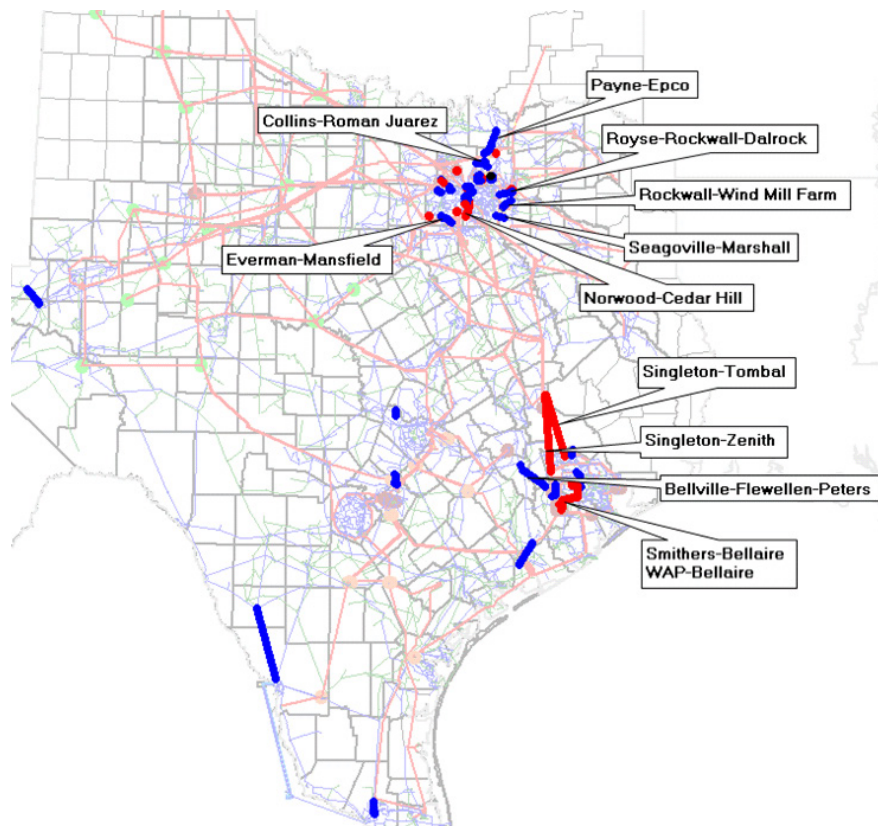 Payne-Epco
Collins-Roman Juarez
Royse-Rockwall-Dalrock
Rockwall-Wind Mill Farm
Seagoville-Marshall
Everman-Mansfield
Norwood-Cedar Hill
Singleton-Tombal
Singleton-Zenith
Bellville-Flewellen-Peters
Smithers-Bellaire
WAP-Bellaire